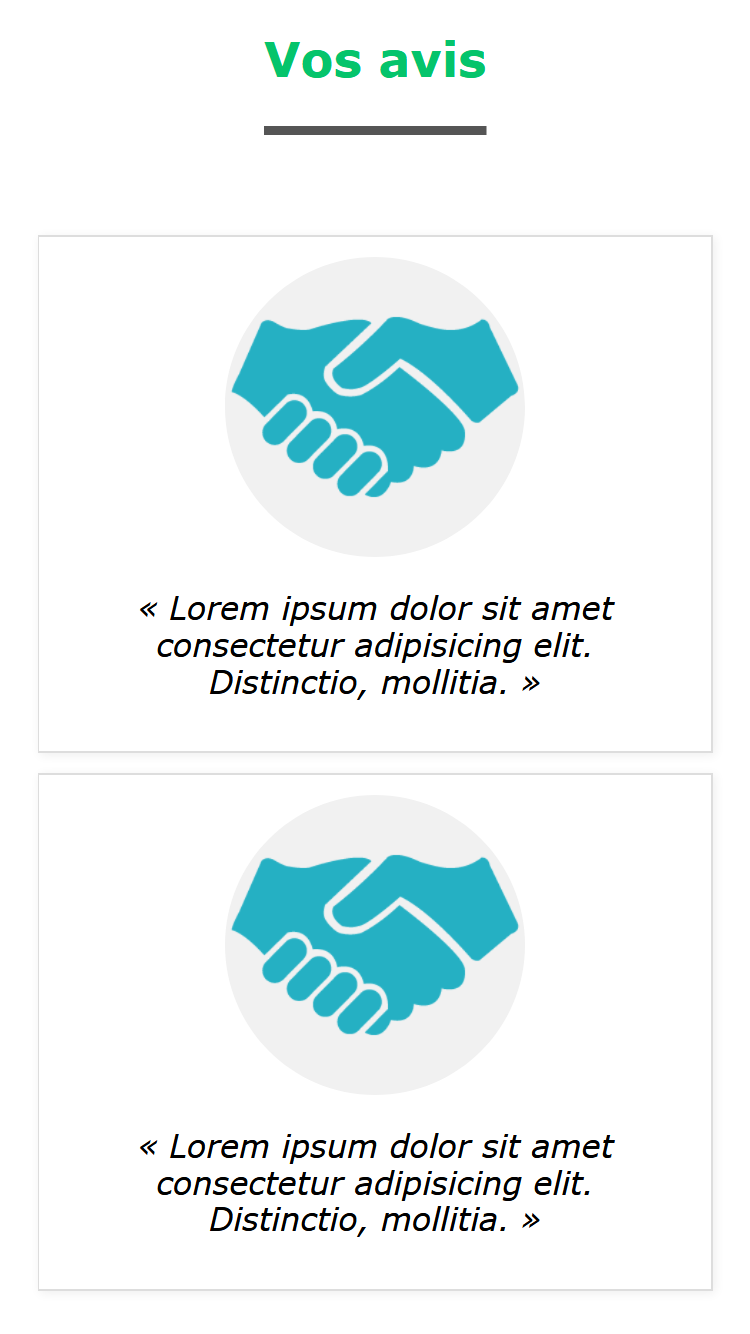 Vos avis
« Lorem ipsum dolor sit amet
consectetur adipisicing elit.
Distinctio, mollitia. »
« Lorem ipsum dolor sit amet
consectetur adipisicing elit.
Distinctio, mollitia. »